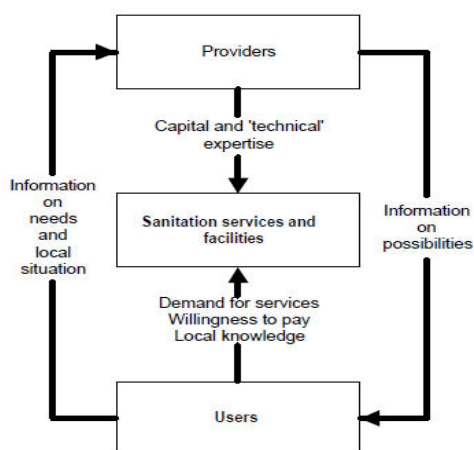 Providers
Capital and 'technical'
expertise
Information
on
needs
and
local
situation
Sanitation services and
facilities
Information
on
possibilities
Demand for services
Willingness to pay
Local knowledge
Users